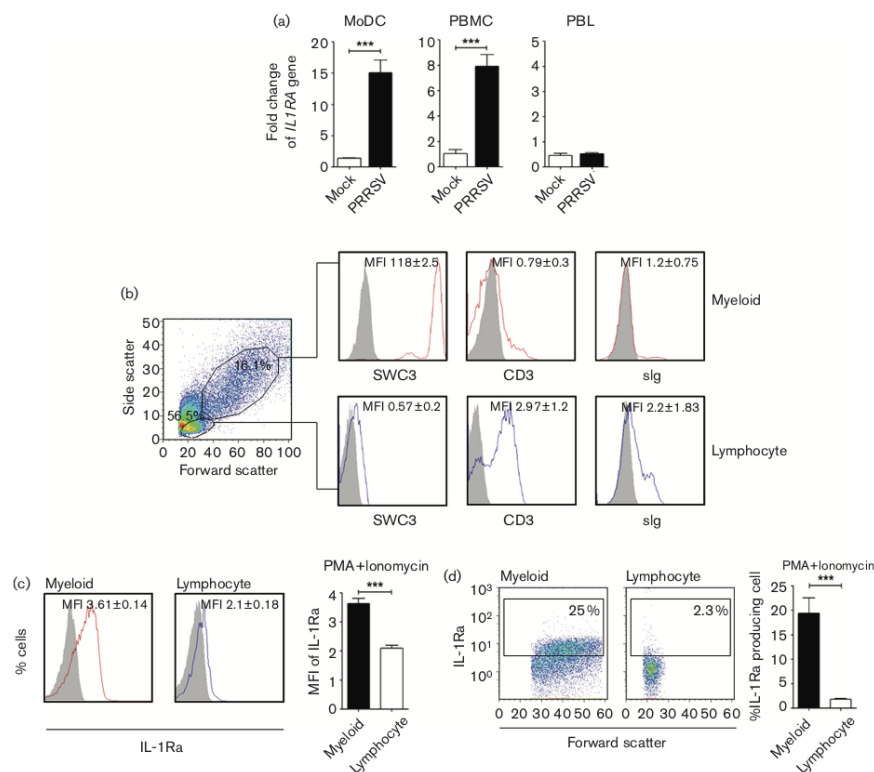 (a)
MoDC
PBMC
PBL
Fold change
of IL1RA gene
20
15
10
5
0
***
Mock
PRRSV
10
8
6
4
2
0
***
Mock
PRRSV
5
4
3
2
1
0
Mock
PRRSV
(b)
Side scatter
50
40
30
20
10
0
16.1%
56.5%
0 20 40 60 80 100
Forward scatter
MFI 118±2.5
MFI 0.79±0.3
MFI 1.2±0.75
Myeloid
SWC3
CD3
sIg
MFI 0.57±0.2
MFI 2.97±1.2
MFI 2.2±1.83
Lymphocyte
SWC3
CD3
sIg
(c)
Myeloid
Lymphocyte
MFI 3.61±0.14
MFI 2.1±0.18
% cells
IL-1Ra
PMA+Ionomycin
***
MFI of IL-1Ra
4
3
2
1
0
Myeloid
Lymphocyte
(d)
Myeloid
Lymphocyte
IL-1Ra
10³
10²
10¹
10⁰
25%
2.3%
0 20 30 40 50 60
0 20 30 40 50 60
Forward scatter
PMA+Ionomycin
***
%IL-1Ra producing cell
25
20
15
10
5
0
Myeloid
Lymphocyte